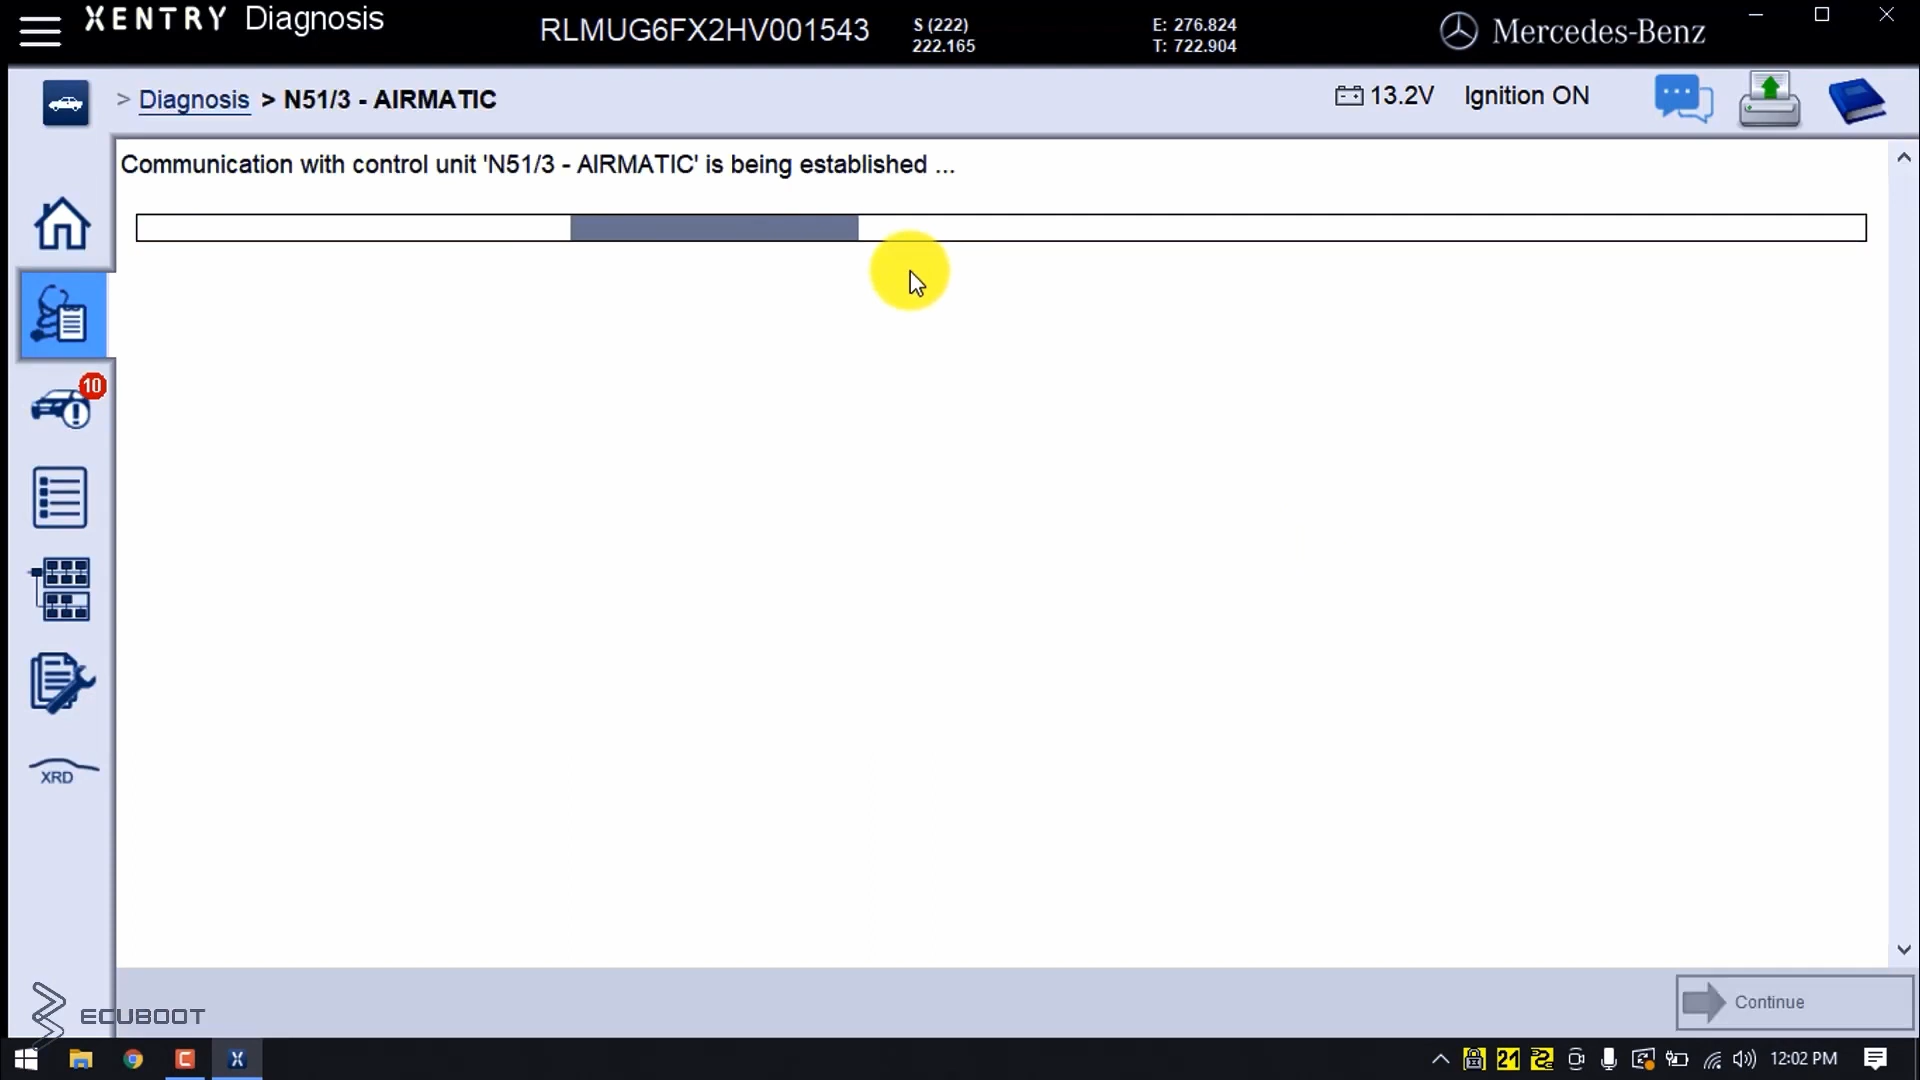 XENTRY Diagnosis
RLMUG6FX2HV001543
S (222)
222.165
E: 276.824
T: 722.904
Mercedes-Benz
> Diagnosis > N51/3 - AIRMATIC
13.2V
Ignition ON
Communication with control unit 'N51/3 - AIRMATIC' is being established ...
10
XRD
Continue
ECUBOOT
21
12:02 PM